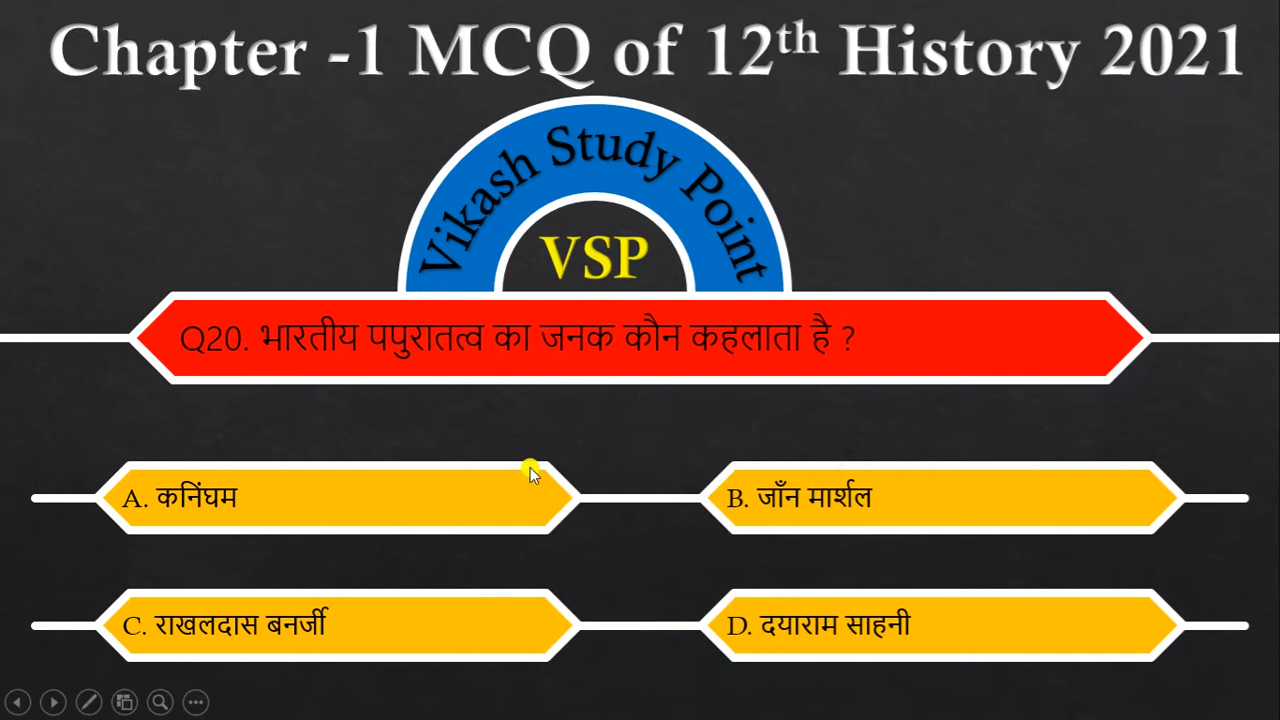 Chapter -1 MCQ of 12th History 2021
Vikash Study Point
VSP
Q20. भारतीय पपुरातत्व का जनक कौन कहलाता है ?
A. कनिंघम
B. जाँन मार्शल
C. राखलदास बनर्जी
D. दयाराम साहनी